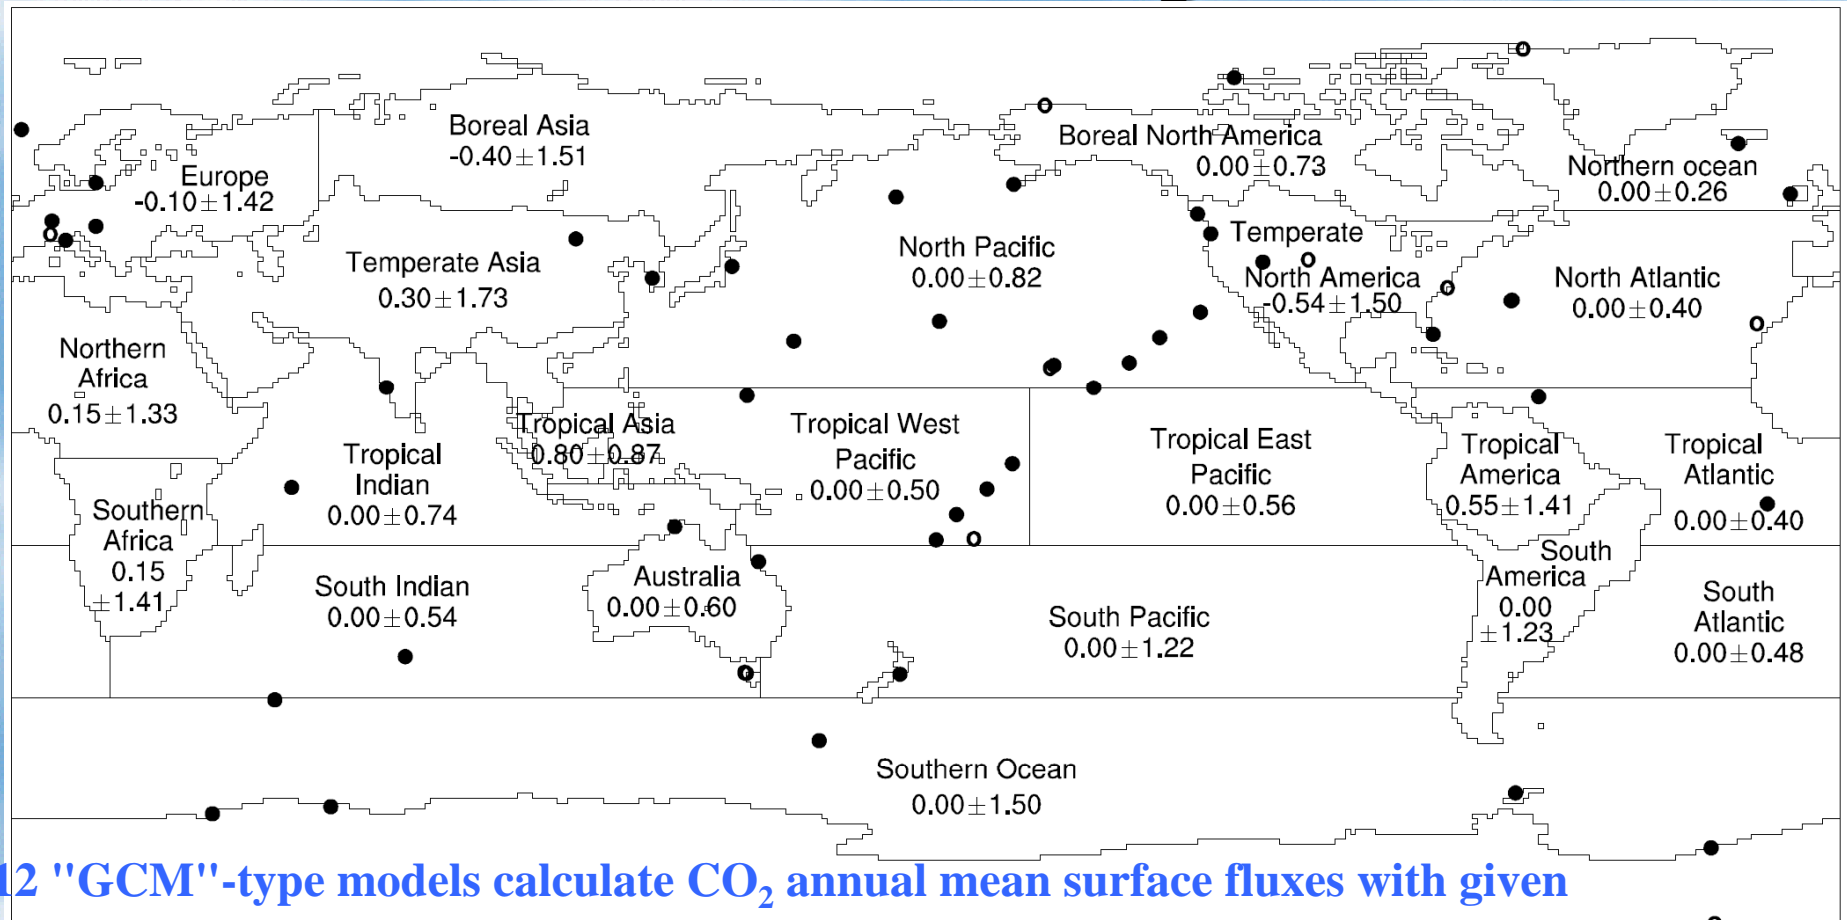 Boreal Asia
-0.40±1.51
Boreal North America
0.00±0.73
Europe
-0.10±1.42
Northern ocean
0.00±0.26
Temperate Asia
0.30±1.73
North Pacific
0.00±0.82
Temperate
North America
-0.54±1.50
North Atlantic
0.00±0.40
Northern
Africa
0.15±1.33
Tropical Asia
0.80±0.87
Tropical
Indian
0.00±0.74
Tropical West
Pacific
0.00±0.50
Tropical East
Pacific
0.00±0.56
Tropical
America
0.55±1.41
Tropical
Atlantic
0.00±0.40
Southern
Africa
0.15
±1.41
South Indian
0.00±0.54
Australia
0.00±0.60
South Pacific
0.00±1.22
South
America
0.00
±1.23
South
Atlantic
0.00±0.48
Southern Ocean
0.00±1.50
12 "GCM"-type models calculate CO₂ annual mean surface fluxes with given